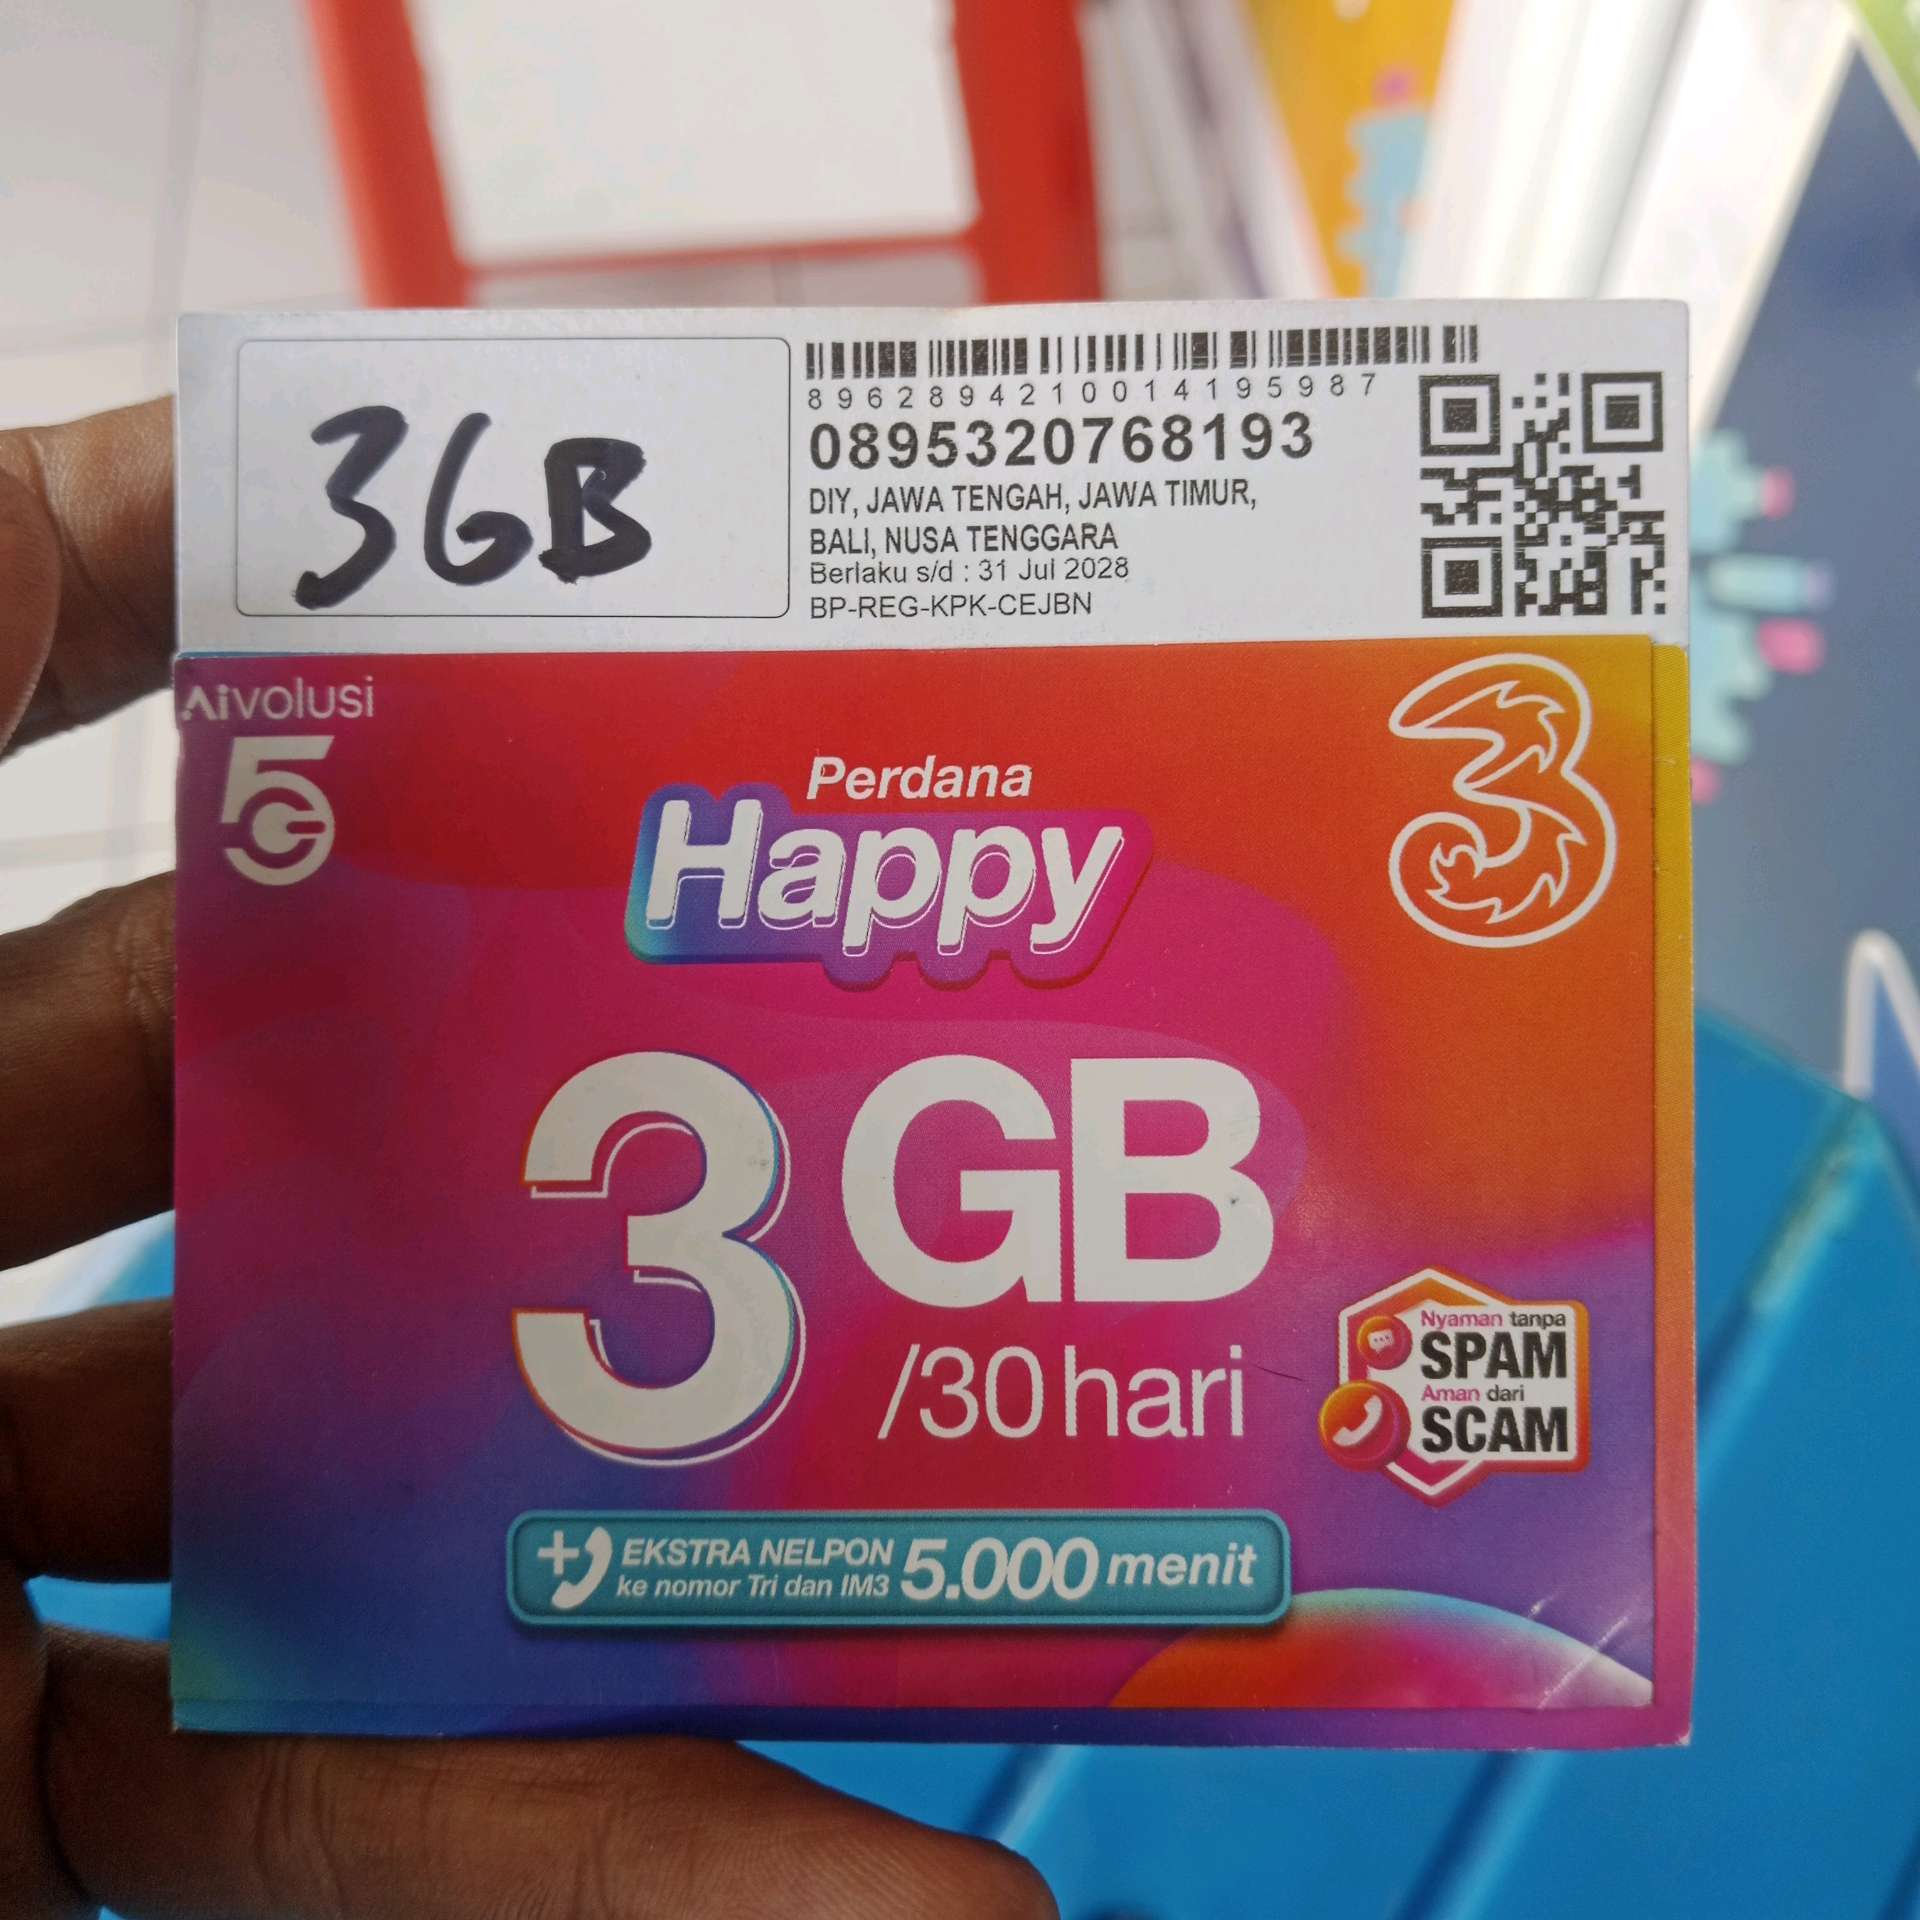 3GB
8962894210014195987
0895320768193
DIY, JAWA TENGAH, JAWA TIMUR,
BALI, NUSA TENGGARA
Berlaku s/d : 31 Jul 2028
BP-REG-KPK-CEJBN
Aivolusi
5G
3
Perdana
Happy
3 GB
/30 hari
Nyaman tanpa
SPAM
Aman dari
SCAM
EKSTRA NELPON
ke nomor Tri dan IM3
5.000 menit